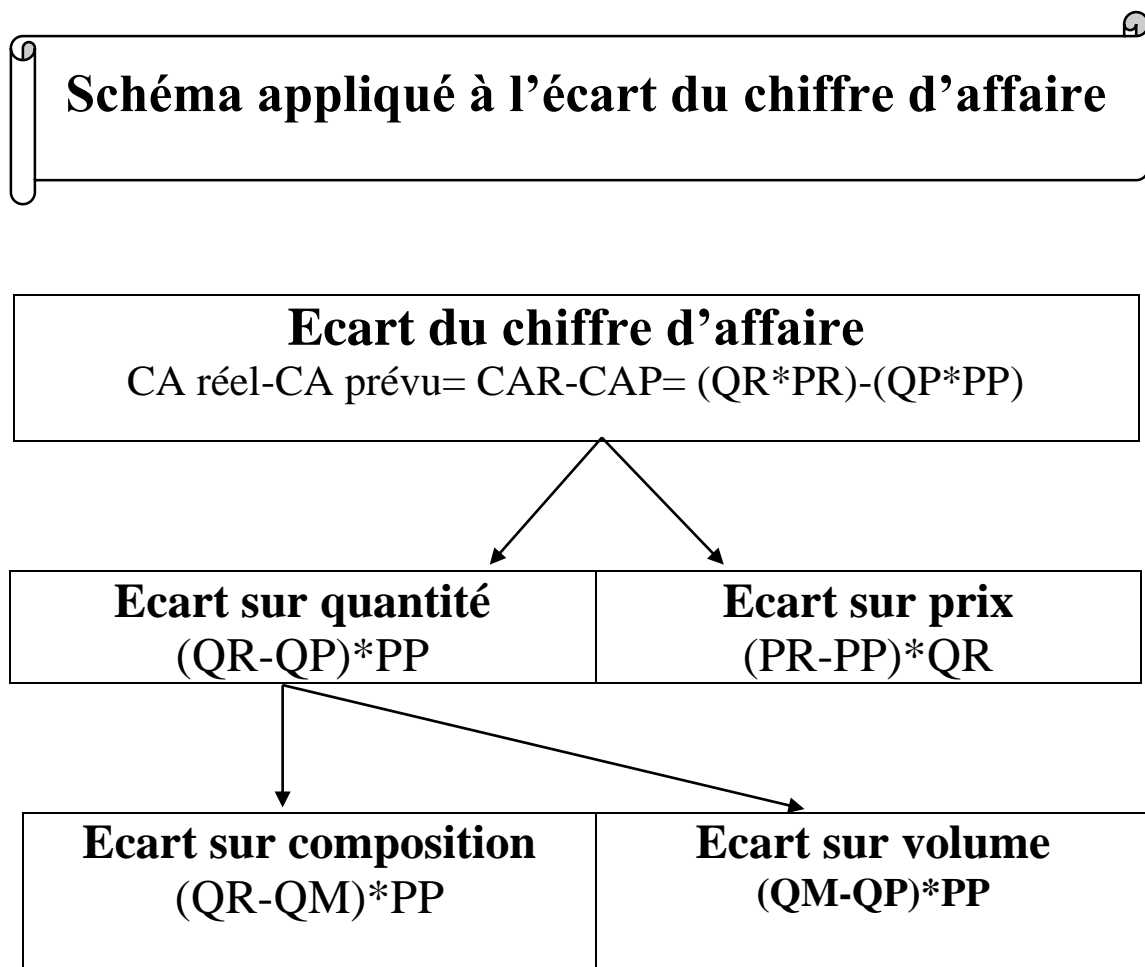 Schéma appliqué à l’écart du chiffre d’affaire
Ecart du chiffre d’affaire
CA réel-CA prévu= CAR-CAP= (QR*PR)-(QP*PP)
Ecart sur quantité
(QR-QP)*PP
Ecart sur prix
(PR-PP)*QR
Ecart sur composition
(QR-QM)*PP
Ecart sur volume
(QM-QP)*PP